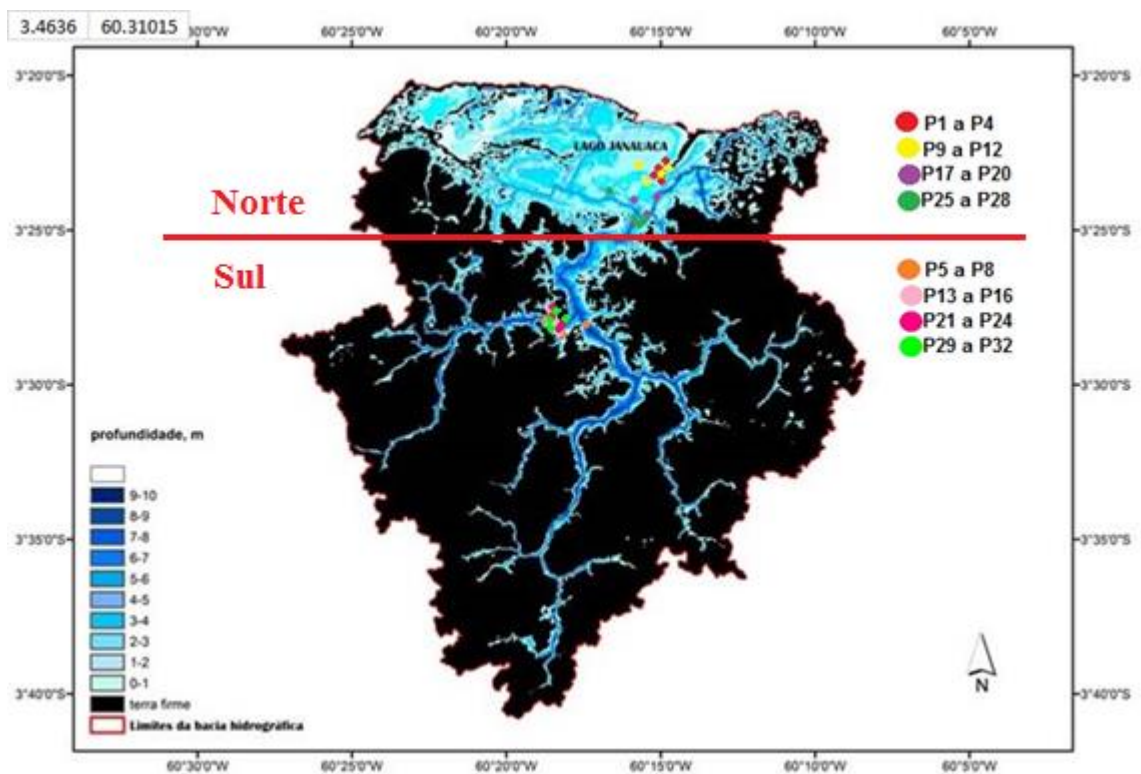 3.4636 60.31015
0'0"W 60°25'0"W 60°20'0"W 60°15'0"W 60°10'0"W 60°5'0"W
3°20'0"S 3°20'0"S
LAGO JANAUACA
P1 a P4
P9 a P12
P17 a P20
P25 a P28
Norte
3°25'0"S 3°25'0"S
Sul
P5 a P8
P13 a P16
P21 a P24
P29 a P32
3°30'0"S 3°30'0"S
profundidade, m
9-10
8-9
7-8
6-7
5-6
4-5
3-4
2-3
1-2
0-1
terra firme
Limites da bacia hidrográfica
3°35'0"S 3°35'0"S
N
3°40'0"S 3°40'0"S
60°30'0"W 60°25'0"W 60°20'0"W 60°15'0"W 60°10'0"W 60°5'0"W